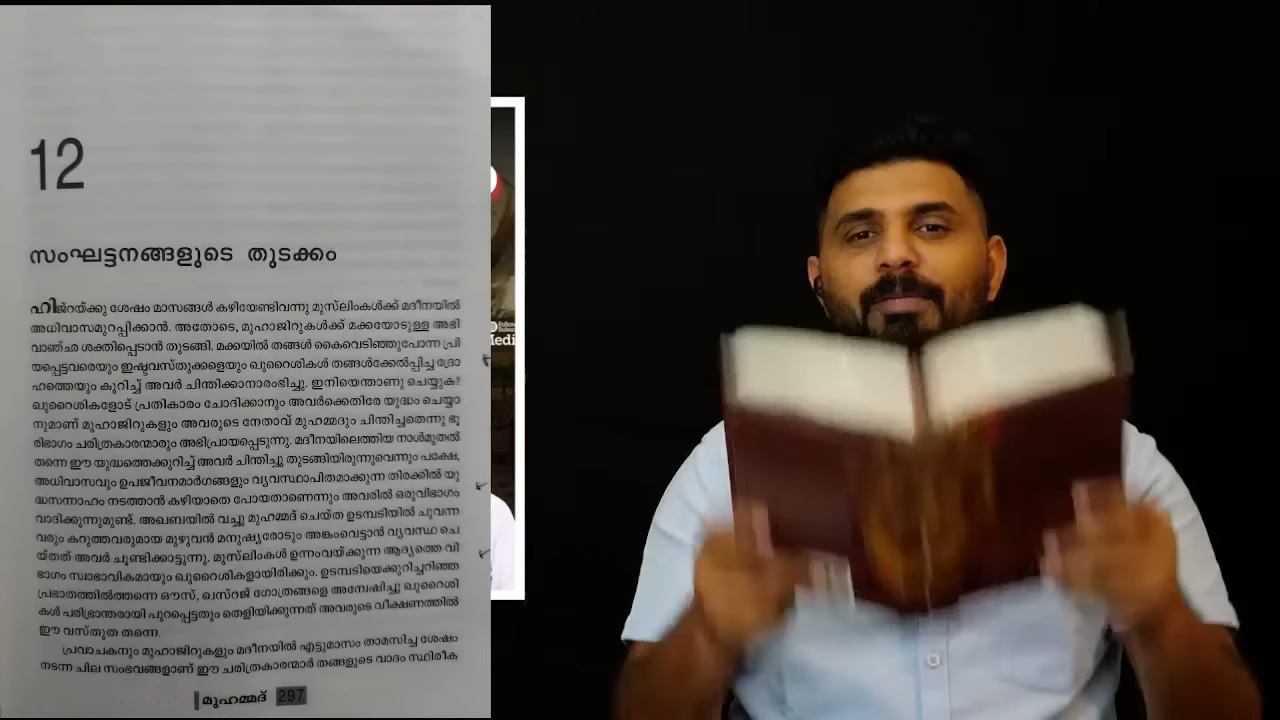 12
സംഘട്ടനങ്ങളുടെ തുടക്കം
ഹിജ്റയ്ക്കു ശേഷം മാസങ്ങൾ കഴിയേണ്ടിവന്നു മുസ്‌ലിംകൾക്ക് മദീനയിൽ
അധിവാസമുറപ്പിക്കാൻ. അതോടെ, മുഹാജിറുകൾക്ക് മക്കയോടുള്ള അഭി
വാഞ്ഛ ശക്തിപ്പെടാൻ തുടങ്ങി. മക്കയിൽ തങ്ങൾ കൈവെടിഞ്ഞുപോന്ന പ്രി
യപ്പെട്ടവരെയും ഇഷ്ടവസ്തുക്കളെയും ഖുറൈശികൾ തങ്ങൾക്കേൽപ്പിച്ച ദ്രോ
ഹത്തെയും കുറിച്ച് അവർ ചിന്തിക്കാനാരംഭിച്ചു. ഇനിയെന്താണു ചെയ്യുക?
ഖുറൈശികളോട് പ്രതികാരം ചോദിക്കാനും അവർക്കെതിരേ യുദ്ധം ചെയ്യാ
നുമാണ് മുഹാജിറുകളും അവരുടെ നേതാവ് മുഹമ്മദും ചിന്തിച്ചതെന്നു ഭൂ
രിഭാഗം ചരിത്രകാരന്മാരും അഭിപ്രായപ്പെടുന്നു. മദീനയിലെത്തിയ നാൾമുതൽ
തന്നെ ഈ യുദ്ധത്തെക്കുറിച്ച് അവർ ചിന്തിച്ചു തുടങ്ങിയിരുന്നുവെന്നും പക്ഷേ,
അധിവാസവും ഉപജീവനമാർഗങ്ങളും വ്യവസ്ഥാപിതമാക്കുന്ന തിരക്കിൽ യു
ദ്ധസന്നാഹം നടത്താൻ കഴിയാതെ പോയതാണെന്നും അവരിൽ ഒരുവിഭാഗം
വാദിക്കുന്നുമുണ്ട്. അഖബയിൽ വച്ചു മുഹമ്മദ് ചെയ്ത ഉടമ്പടിയിൽ ചുവന്ന
വരും കറുത്തവരുമായ മുഴുവൻ മനുഷ്യരോടും അങ്കംവെട്ടാൻ വ്യവസ്ഥ ചെ
യ്തത് അവർ ചൂണ്ടിക്കാട്ടുന്നു. മുസ്‌ലിംകൾ ഉന്നംവയ്ക്കുന്ന ആദ്യത്തെ വി
ഭാഗം സ്വാഭാവികമായും ഖുറൈശികളായിരിക്കും. ഉടമ്പടിയെക്കുറിച്ചറിഞ്ഞ
പ്രഭാതത്തിൽത്തന്നെ ഔസ്, ഖസ്റജ് ഗോത്രങ്ങളെ അന്വേഷിച്ചു ഖുറൈശി
കൾ പരിഭ്രാന്തരായി പുറപ്പെട്ടതും തെളിയിക്കുന്നത് അവരുടെ വീക്ഷണത്തിൽ
ഈ വസ്തുത തന്നെ.
പ്രവാചകനും മുഹാജിറുകളും മദീനയിൽ എട്ടുമാസം താമസിച്ച ശേഷം
നടന്ന ചില സംഭവങ്ങളാണ് ഈ ചരിത്രകാരന്മാർ തങ്ങളുടെ വാദം സ്ഥിരീക
മുഹമ്മദ് 297